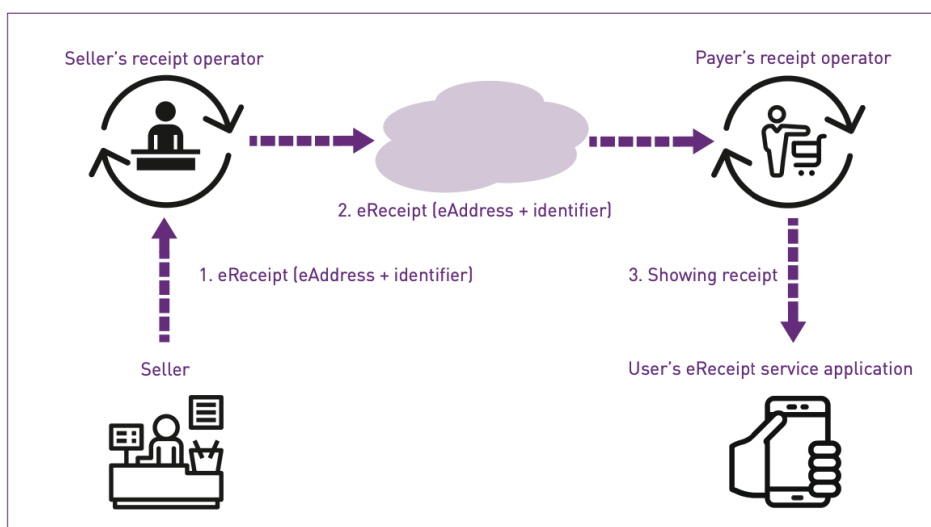 Seller's receipt operator
Payer's receipt operator
2. eReceipt (eAddress + identifier)
1. eReceipt (eAddress + identifier)
3. Showing receipt
Seller
User's eReceipt service application